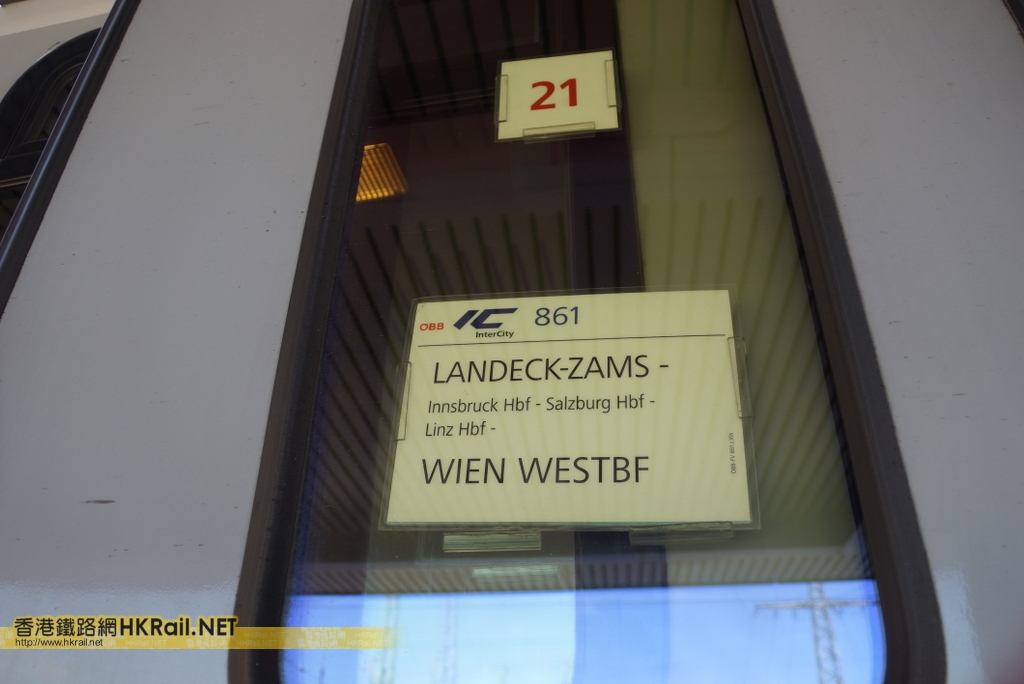 21
ÖBB IC InterCity 861
LANDECK-ZAMS -
Innsbruck Hbf - Salzburg Hbf -
Linz Hbf -
WIEN WESTBF
香港鐵路網HKRail.NET
http://www.hkrail.net